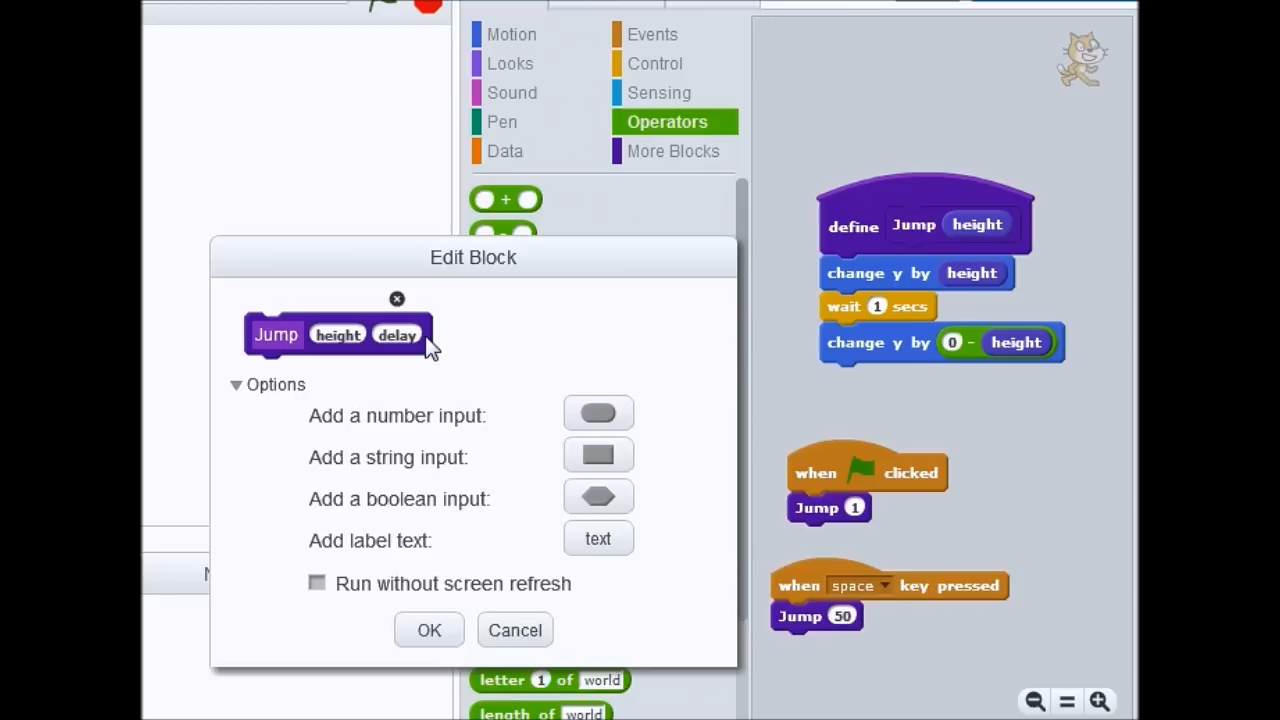 Motion
Events
Looks
Control
Sound
Sensing
Pen
Operators
Data
More Blocks
+
-
Edit Block
Jump height delay
Options
Add a number input:
Add a string input:
Add a boolean input:
Add label text:
text
Run without screen refresh
OK
Cancel
letter 1 of world
length of world
define Jump height
change y by height
wait 1 secs
change y by 0 - height
when clicked
Jump 1
when space key pressed
Jump 50